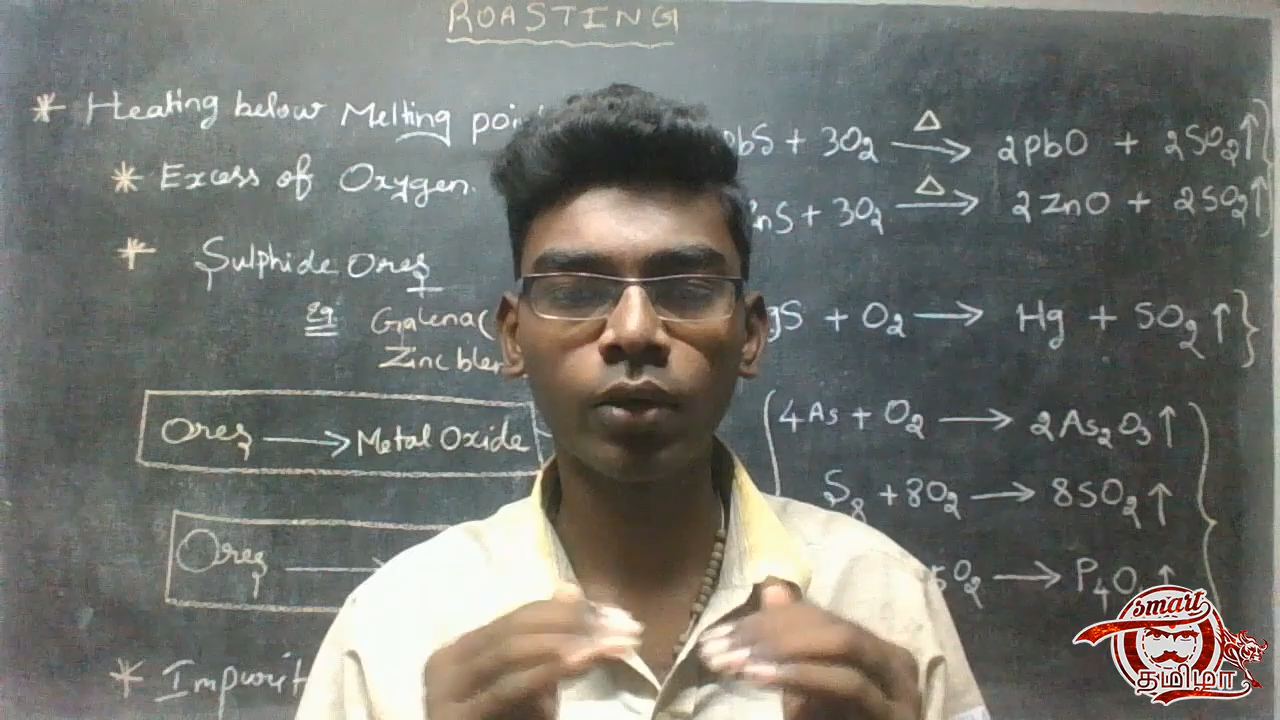 ROASTING
* Heating below Melting poin
* Excess of Oxygen.
* Sulphide Ores
Eg. Galena(
Zinc blen
Ores → Metal Oxide
Ores →
* Impurit
bS + 3O₂ →Δ 2PbO + 2SO₂↑
nS + 3O₂ →Δ 2ZnO + 2SO₂↑
gS + O₂ → Hg + SO₂↑
4As + O₂ → 2As₂O₃↑
S₈ + 8O₂ → 8SO₂↑
5O₂ → P₄O ↑
smart
தமிழா